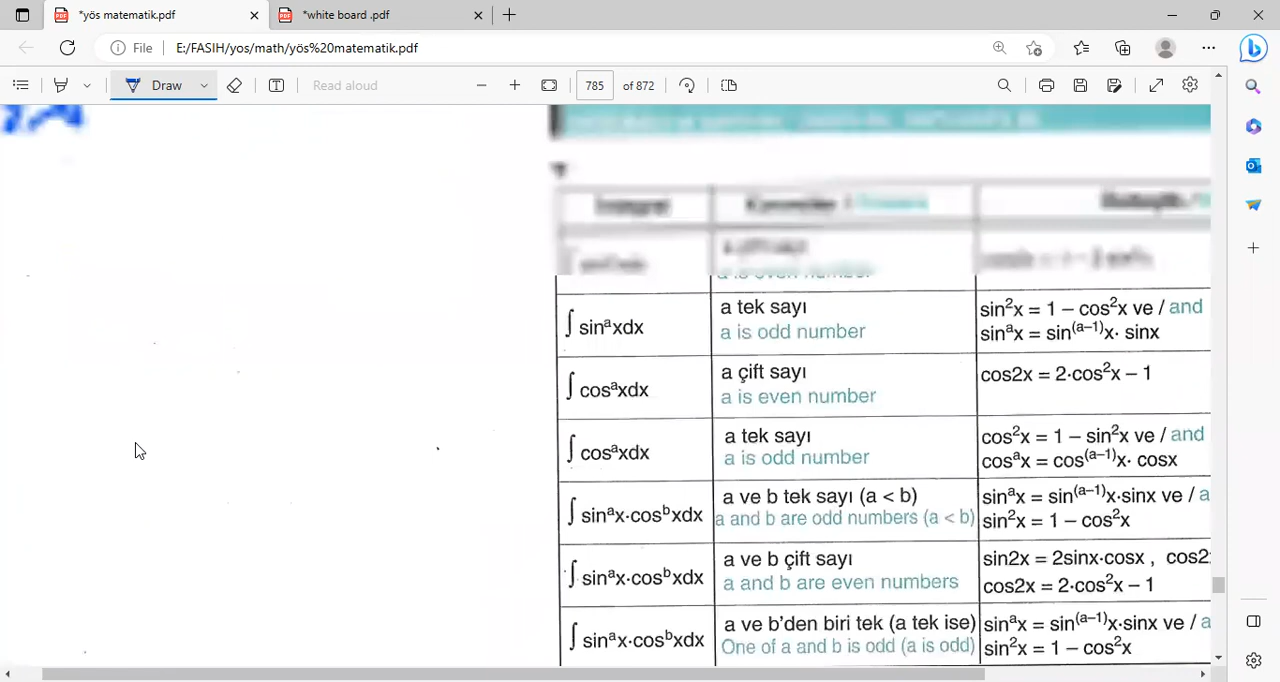 *yös matematik.pdf
*white board .pdf
File
E:/FASIH/yos/math/yös%20matematik.pdf
Draw
Read aloud
785
of 872
∫ sinᵃxdx
a tek sayı
a is odd number
sin²x = 1 – cos²x ve / and
sinᵃx = sin⁽ᵃ⁻¹⁾x· sinx
∫ cosᵃxdx
a çift sayı
a is even number
cos2x = 2·cos²x – 1
∫ cosᵃxdx
a tek sayı
a is odd number
cos²x = 1 – sin²x ve / and
cosᵃx = cos⁽ᵃ⁻¹⁾x· cosx
∫ sinᵃx·cosᵇxdx
a ve b tek sayı (a < b)
a and b are odd numbers (a < b)
sinᵃx = sin⁽ᵃ⁻¹⁾x·sinx ve / a
sin²x = 1 – cos²x
∫ sinᵃx·cosᵇxdx
a ve b çift sayı
a and b are even numbers
sin2x = 2sinx·cosx , cos2
cos2x = 2·cos²x – 1
∫ sinᵃx·cosᵇxdx
a ve b'den biri tek (a tek ise)
One of a and b is odd (a is odd)
sinᵃx = sin⁽ᵃ⁻¹⁾x·sinx ve / a
sin²x = 1 – cos²x